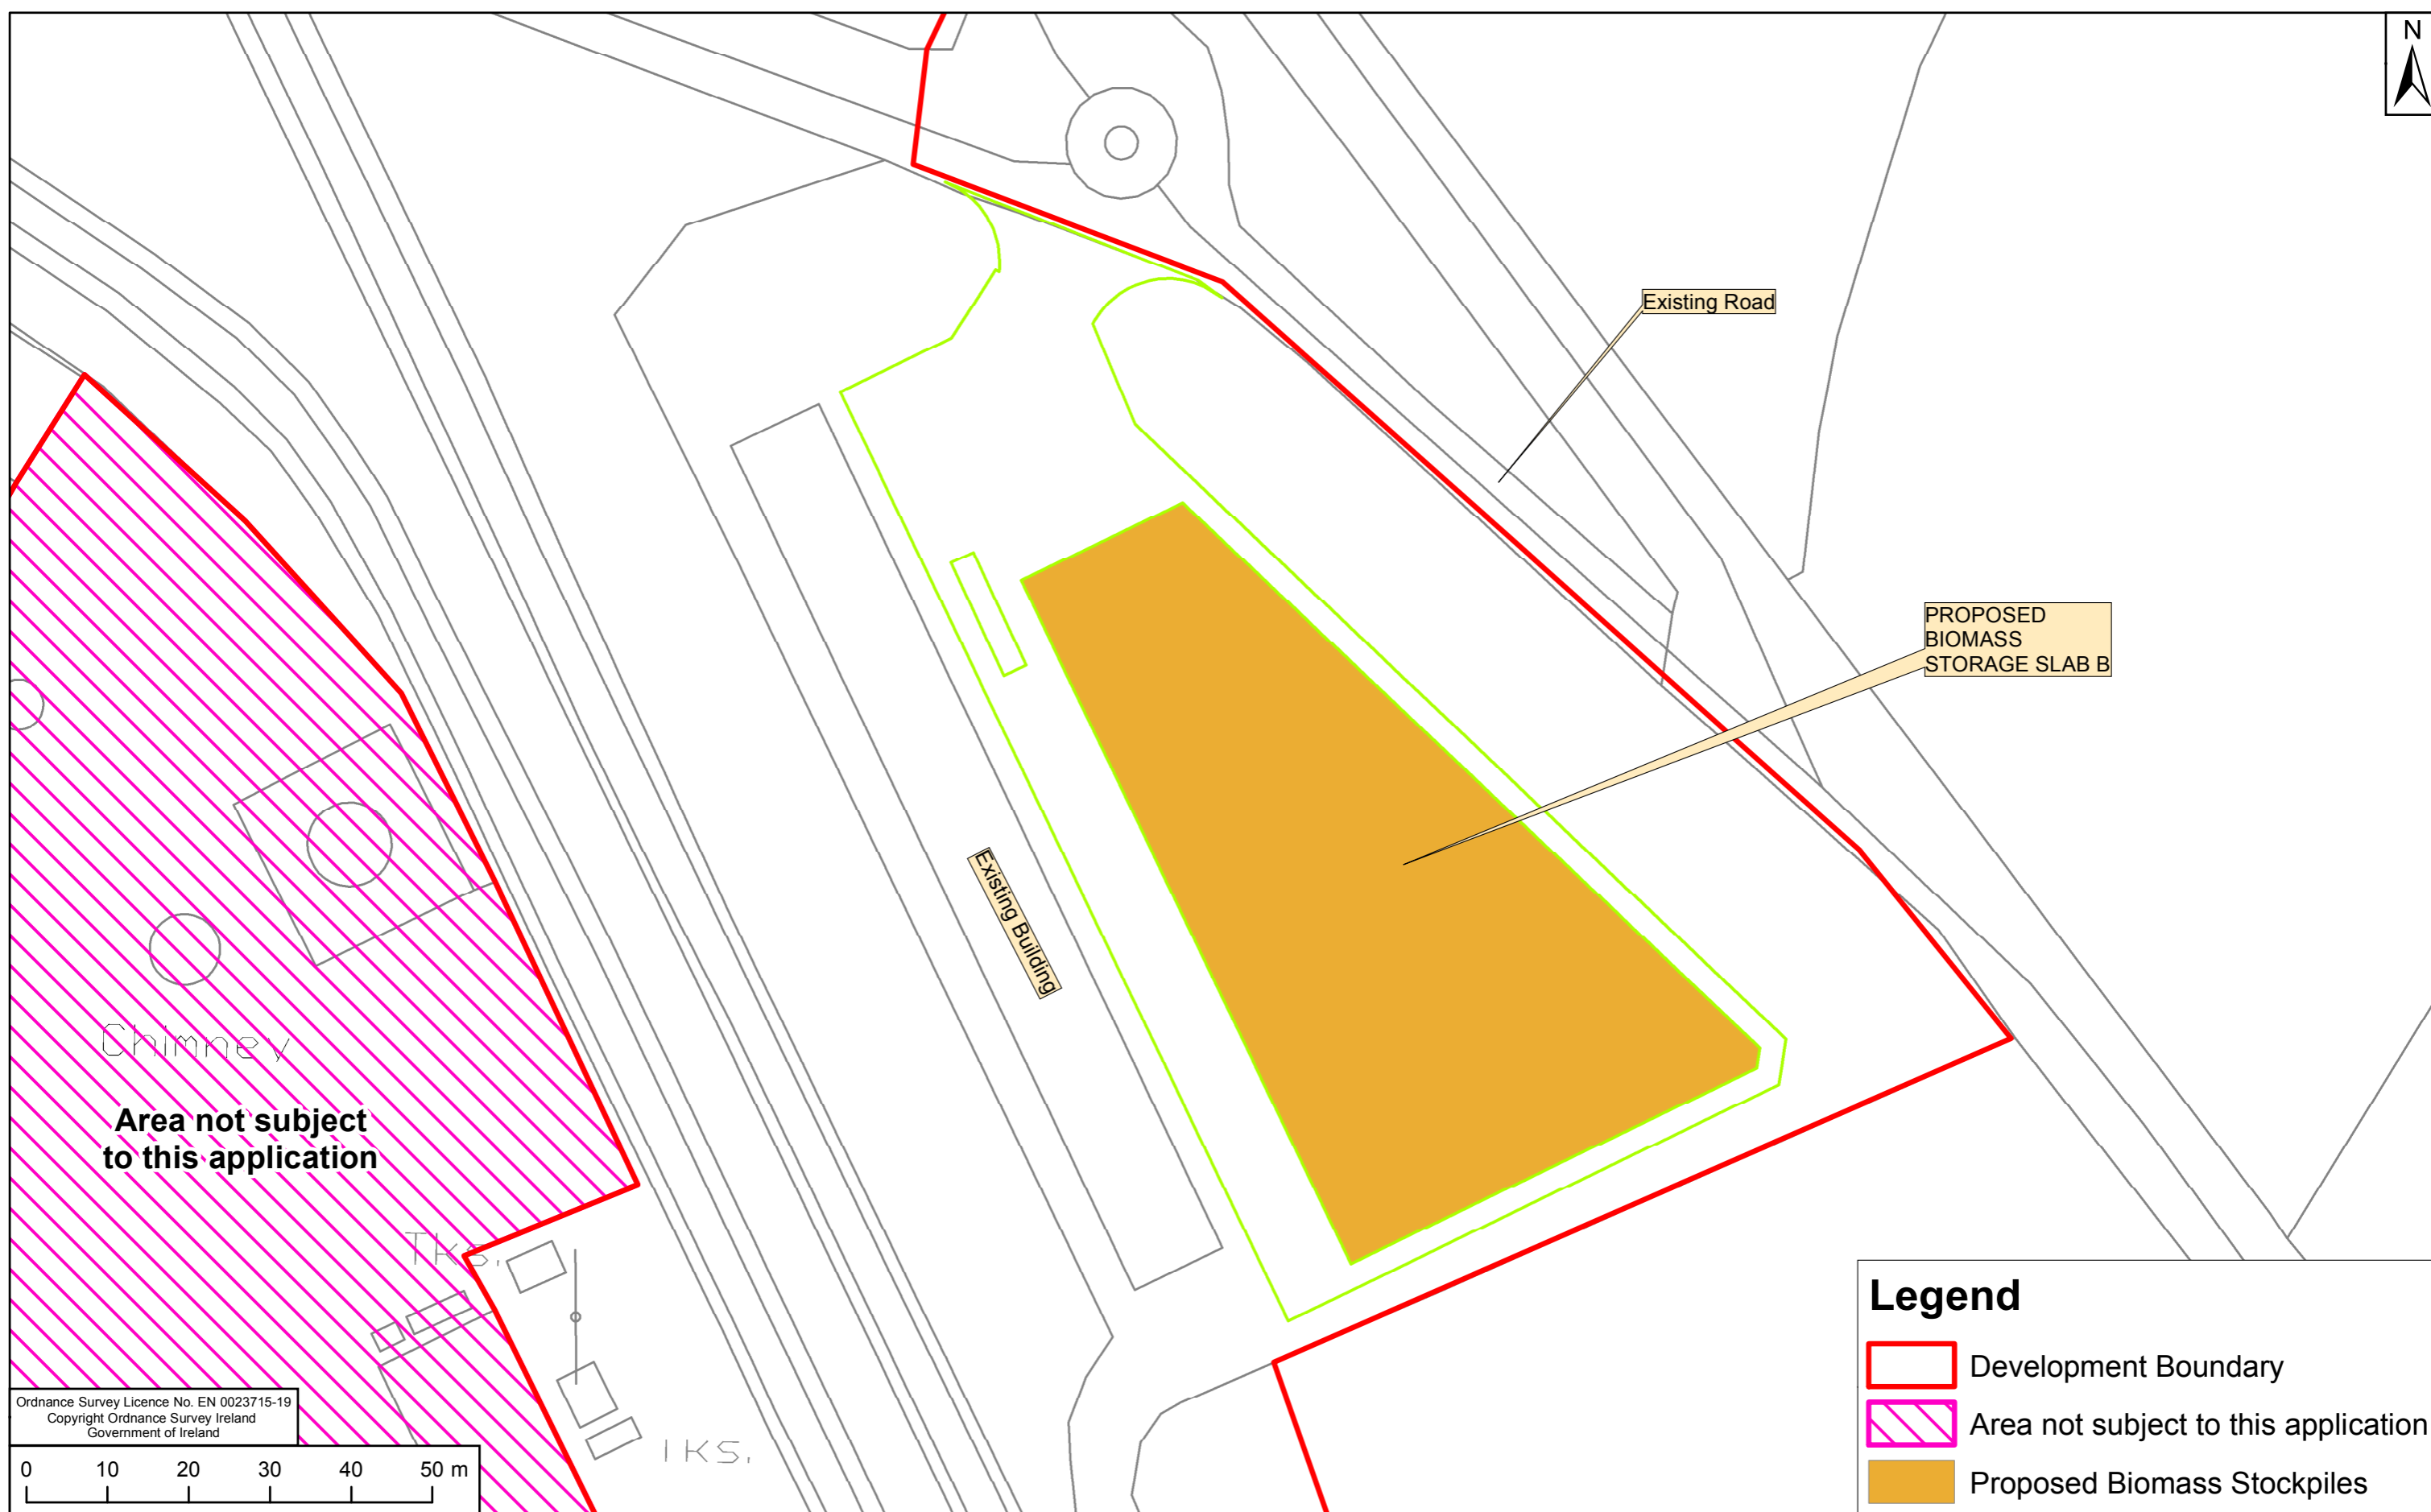 N
Existing Road
PROPOSED
BIOMASS
STORAGE SLAB B
Existing Building
Chimney
Area not subject
to this application
TKS.
TKS.
Ordnance Survey Licence No. EN 0023715-19
Copyright Ordnance Survey Ireland
Government of Ireland
0 10 20 30 40 50 m
Legend
Development Boundary
Area not subject to this application
Proposed Biomass Stockpiles